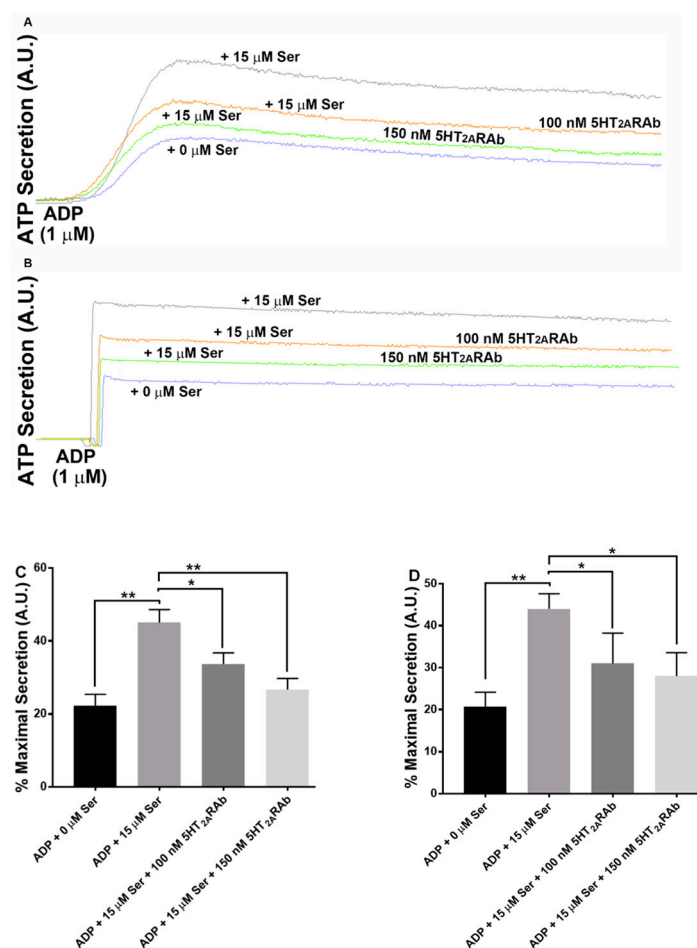 A
ATP Secretion (A.U.)
+ 15 μM Ser
+ 15 μM Ser
100 nM 5HT2ARAb
+ 15 μM Ser
150 nM 5HT2ARAb
+ 0 μM Ser
ADP
(1 μM)
B
ATP Secretion (A.U.)
+ 15 μM Ser
+ 15 μM Ser
100 nM 5HT2ARAb
+ 15 μM Ser
150 nM 5HT2ARAb
+ 0 μM Ser
ADP
(1 μM)
C
% Maximal Secretion (A.U.)
60
40
20
0
**
*
**
ADP + 0 μM Ser
ADP + 15 μM Ser
ADP + 15 μM Ser + 100 nM 5HT2ARAb
ADP + 15 μM Ser + 150 nM 5HT2ARAb
D
% Maximal Secretion (A.U.)
50
40
30
20
10
0
*
*
**
ADP + 0 μM Ser
ADP + 15 μM Ser
ADP + 15 μM Ser + 100 nM 5HT2ARAb
ADP + 15 μM Ser + 150 nM 5HT2ARAb